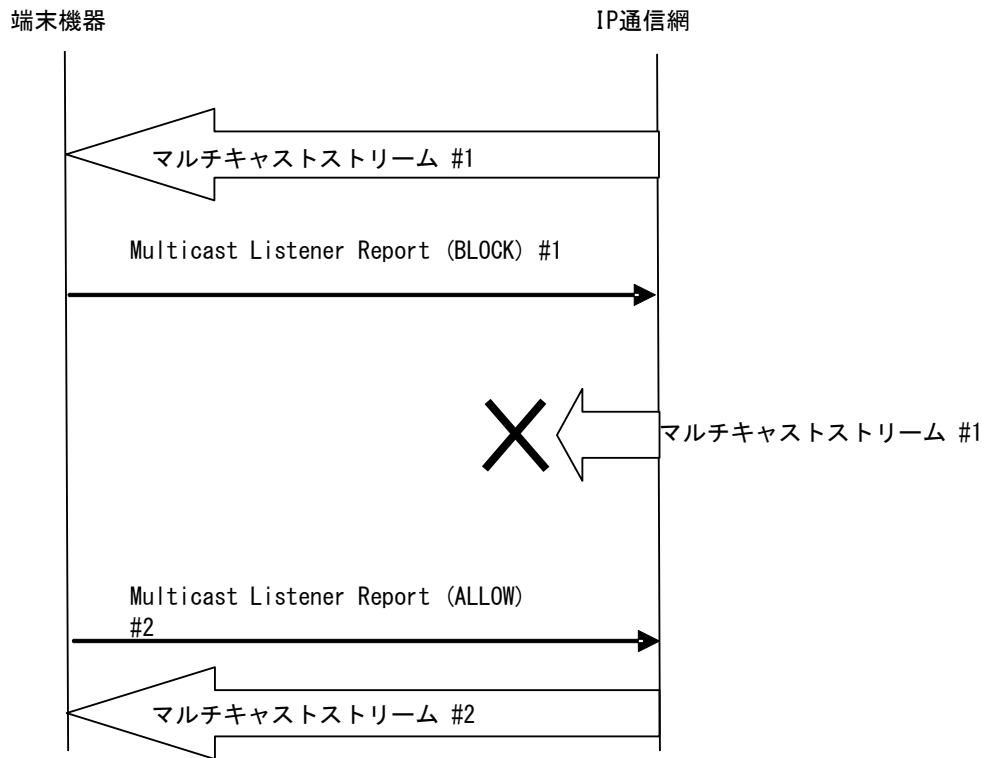 端末機器
IP通信網
マルチキャストストリーム #1
Multicast Listener Report (BLOCK) #1
マルチキャストストリーム #1
Multicast Listener Report (ALLOW)
#2
マルチキャストストリーム #2